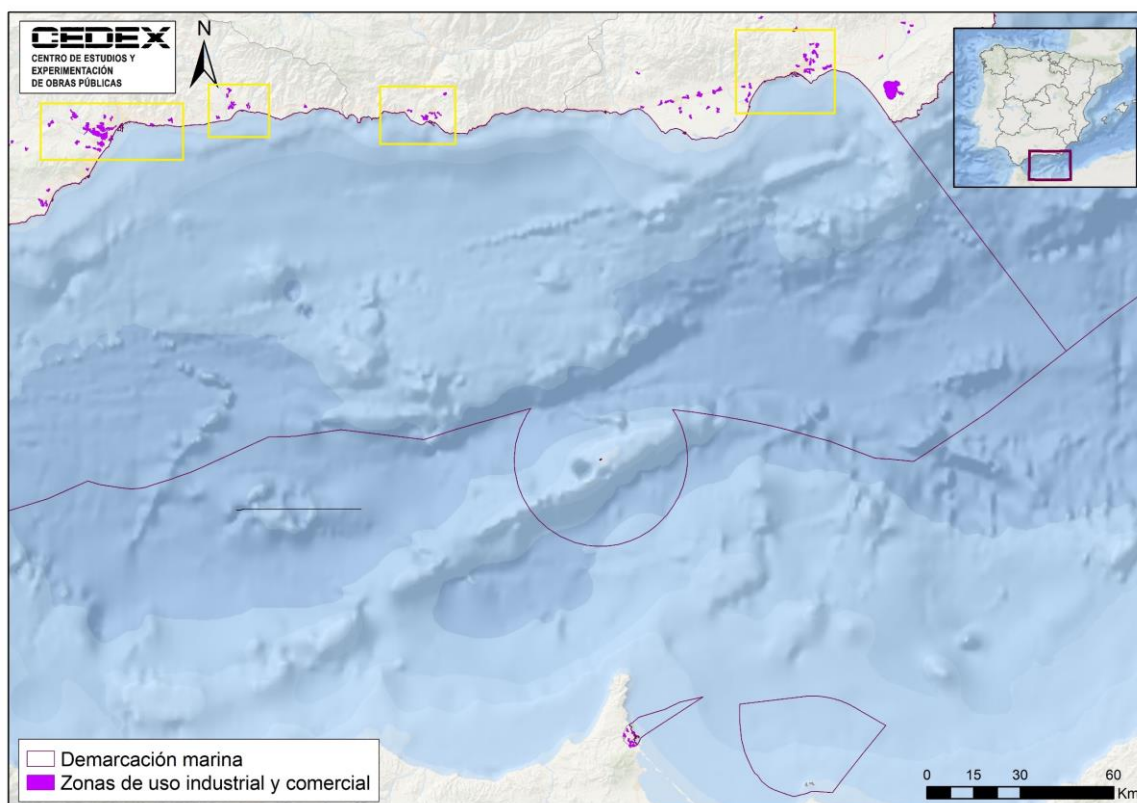 CEDEX
CENTRO DE ESTUDIOS Y
EXPERIMENTACIÓN
DE OBRAS PÚBLICAS
N
Demarcación marina
Zonas de uso industrial y comercial
0 15 30 60
Km